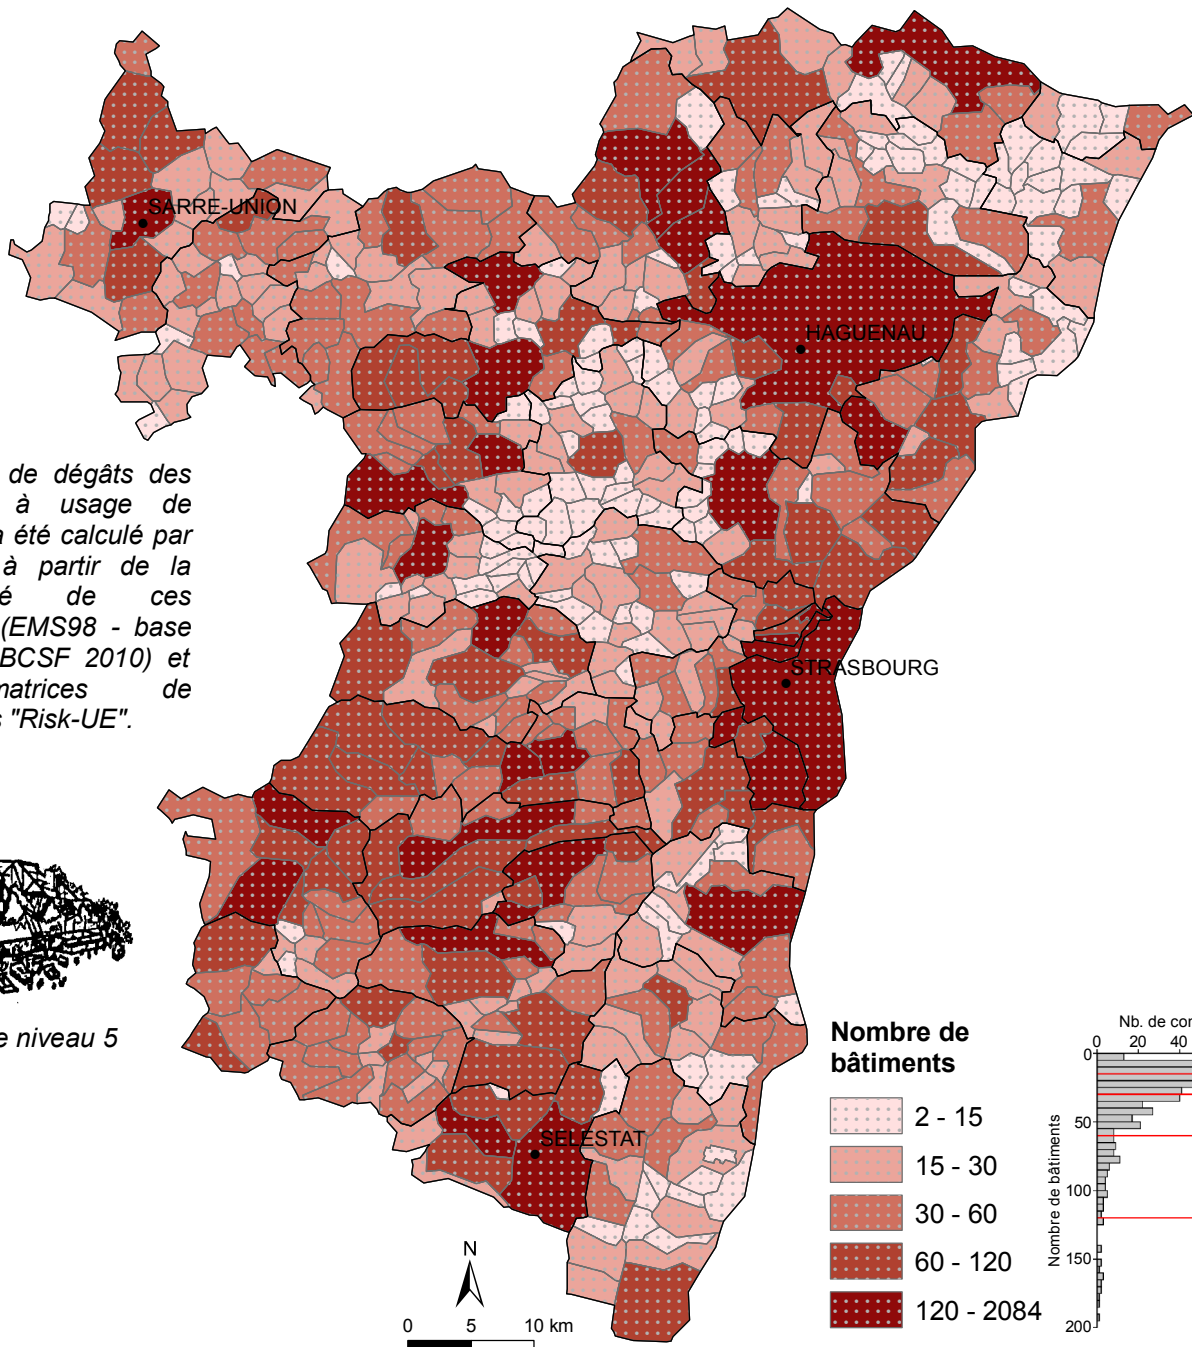 SARRE-UNION
HAGUENAU
de dégâts des
à usage de
a été calculé par
à partir de la
é de ces
(EMS98 - base
BCSF 2010) et
matrices de
s "Risk-UE".
STRASBOURG
e niveau 5
SELESTAT
N
0 5 10 km
Nombre de
bâtiments
2 - 15
15 - 30
30 - 60
60 - 120
120 - 2084
Nb. de con
0 20 40
0
50
100
150
200
Nombre de bâtiments